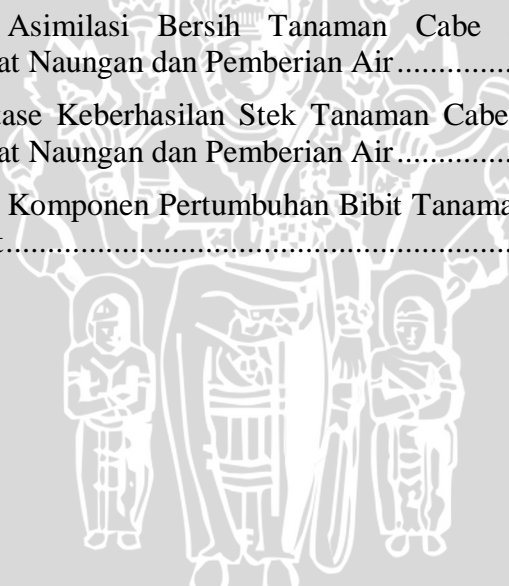 Asimilasi Bersih Tanaman Cabe
at Naungan dan Pemberian Air..............
tase Keberhasilan Stek Tanaman Cabe
at Naungan dan Pemberian Air..............
Komponen Pertumbuhan Bibit Tanama
t......................................................